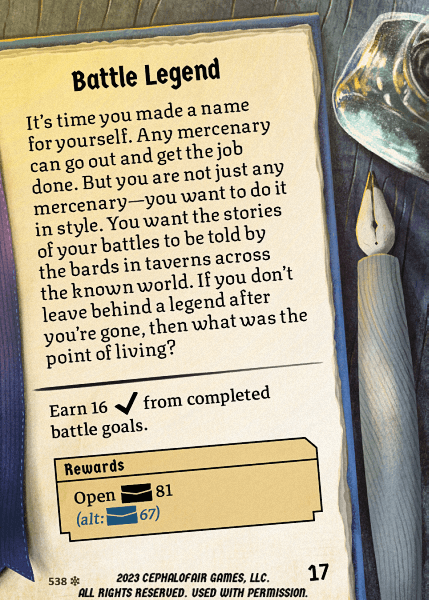 Battle Legend
It's time you made a name
for yourself. Any mercenary
can go out and get the job
done. But you are not just any
mercenary—you want to do it
in style. You want the stories
of your battles to be told by
the bards in taverns across
the known world. If you don't
leave behind a legend after
you're gone, then what was the
point of living?
Earn 16 ✓ from completed
battle goals.
Rewards
Open 81
(alt: 67)
538 ✻
2023 CEPHALOFAIR GAMES, LLC.
ALL RIGHTS RESERVED. USED WITH PERMISSION.
17